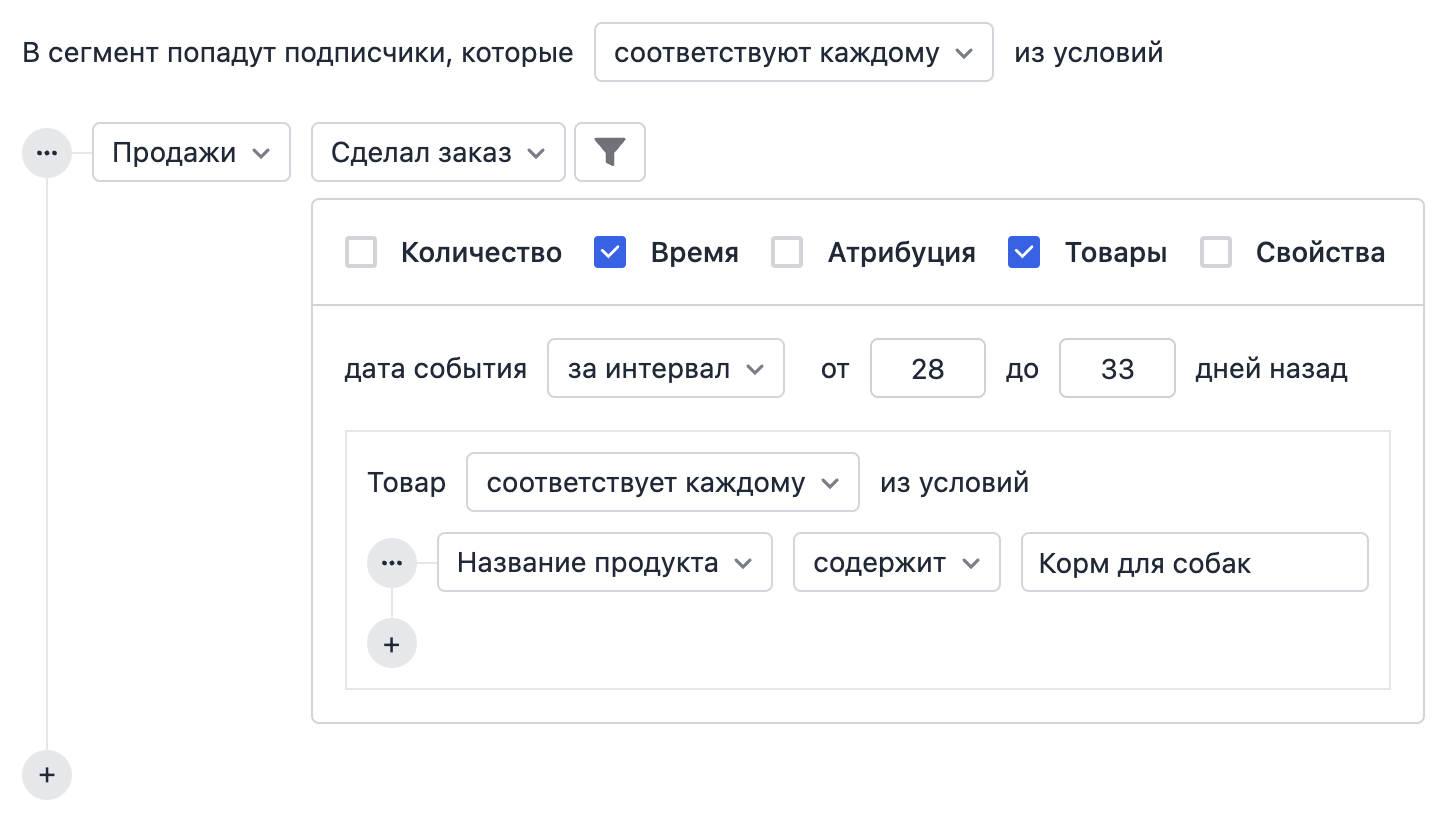 В сегмент попадут подписчики, которые соответствуют каждому из условий
Продажи Сделал заказ
Количество Время Атрибуция Товары Свойства
дата события за интервал от 28 до 33 дней назад
Товар соответствует каждому из условий
Название продукта содержит Корм для собак
+
+